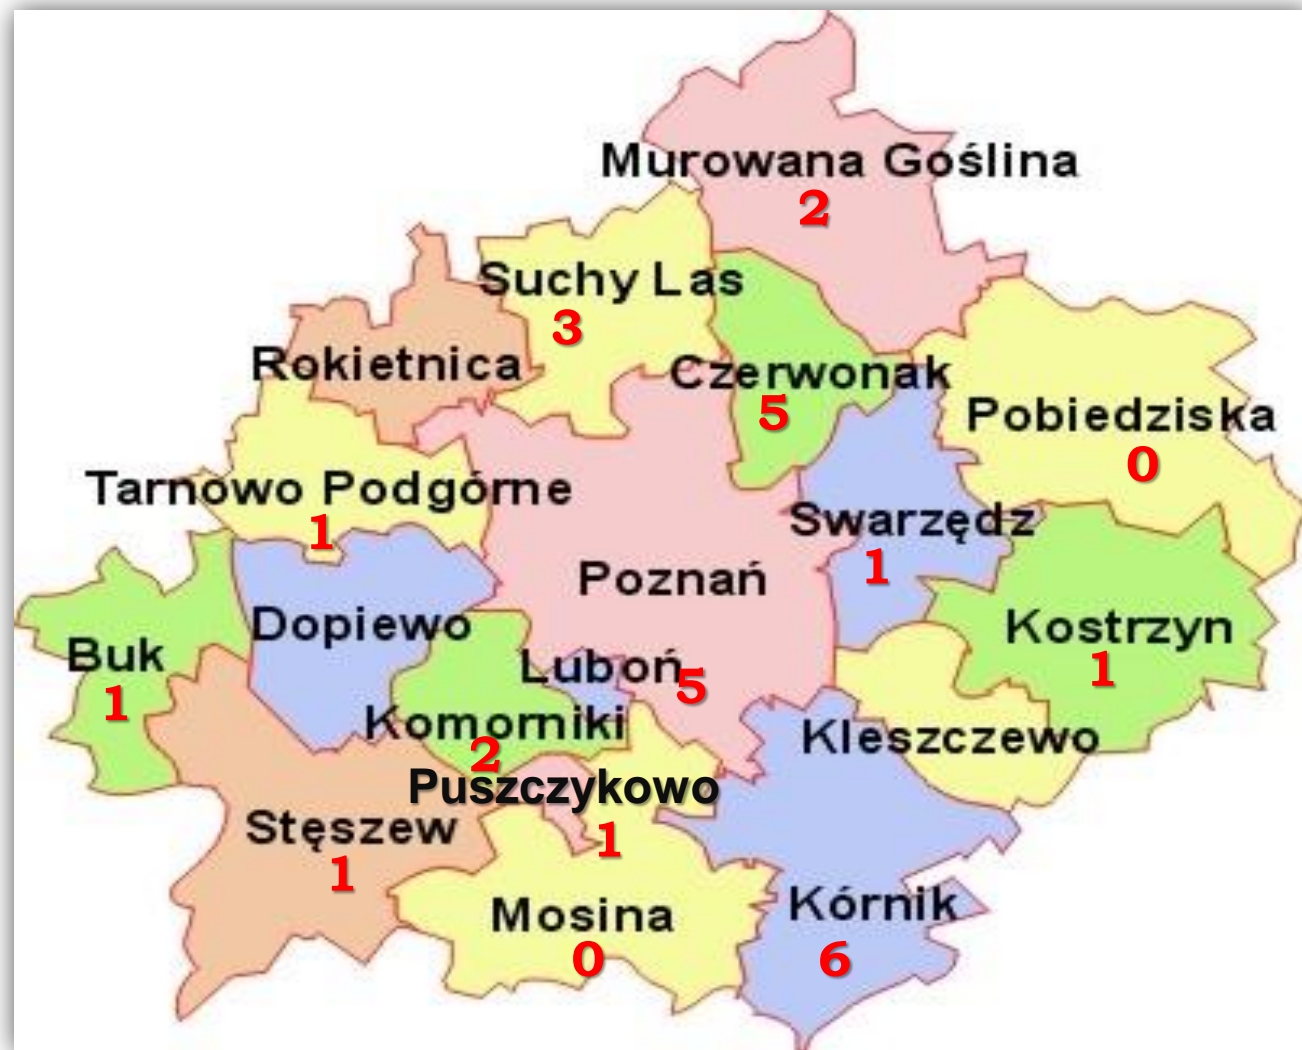 Murowana Goślina
2
Suchy Las
3
Rokietnica
Czerwonak
5
Pobiedziska
0
Tarnowo Podgórne
1
Swarzędz
1
Poznań
Dopiewo
Kostrzyn
1
Buk
1
Luboń
5
Komorniki
2
Kleszczewo
Puszczykowo
1
Stęszew
1
Mosina
0
Kórnik
6